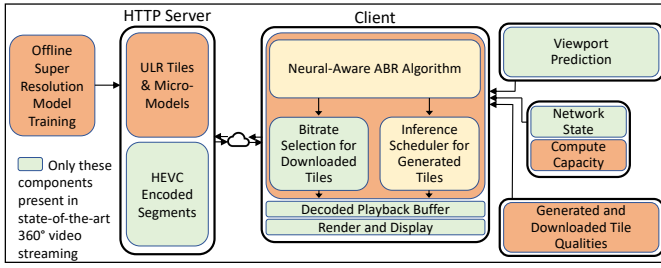 HTTP Server
Client
Offline
Super
Resolution
Model
Training
ULR Tiles
& Micro-
Models
HEVC
Encoded
Segments
Only these
components
present in
state-of-the-art
360° video
streaming
Neural-Aware ABR Algorithm
Bitrate
Selection for
Downloaded
Tiles
Inference
Scheduler for
Generated
Tiles
Decoded Playback Buffer
Render and Display
Viewport
Prediction
Network
State
Compute
Capacity
Generated and
Downloaded Tile
Qualities